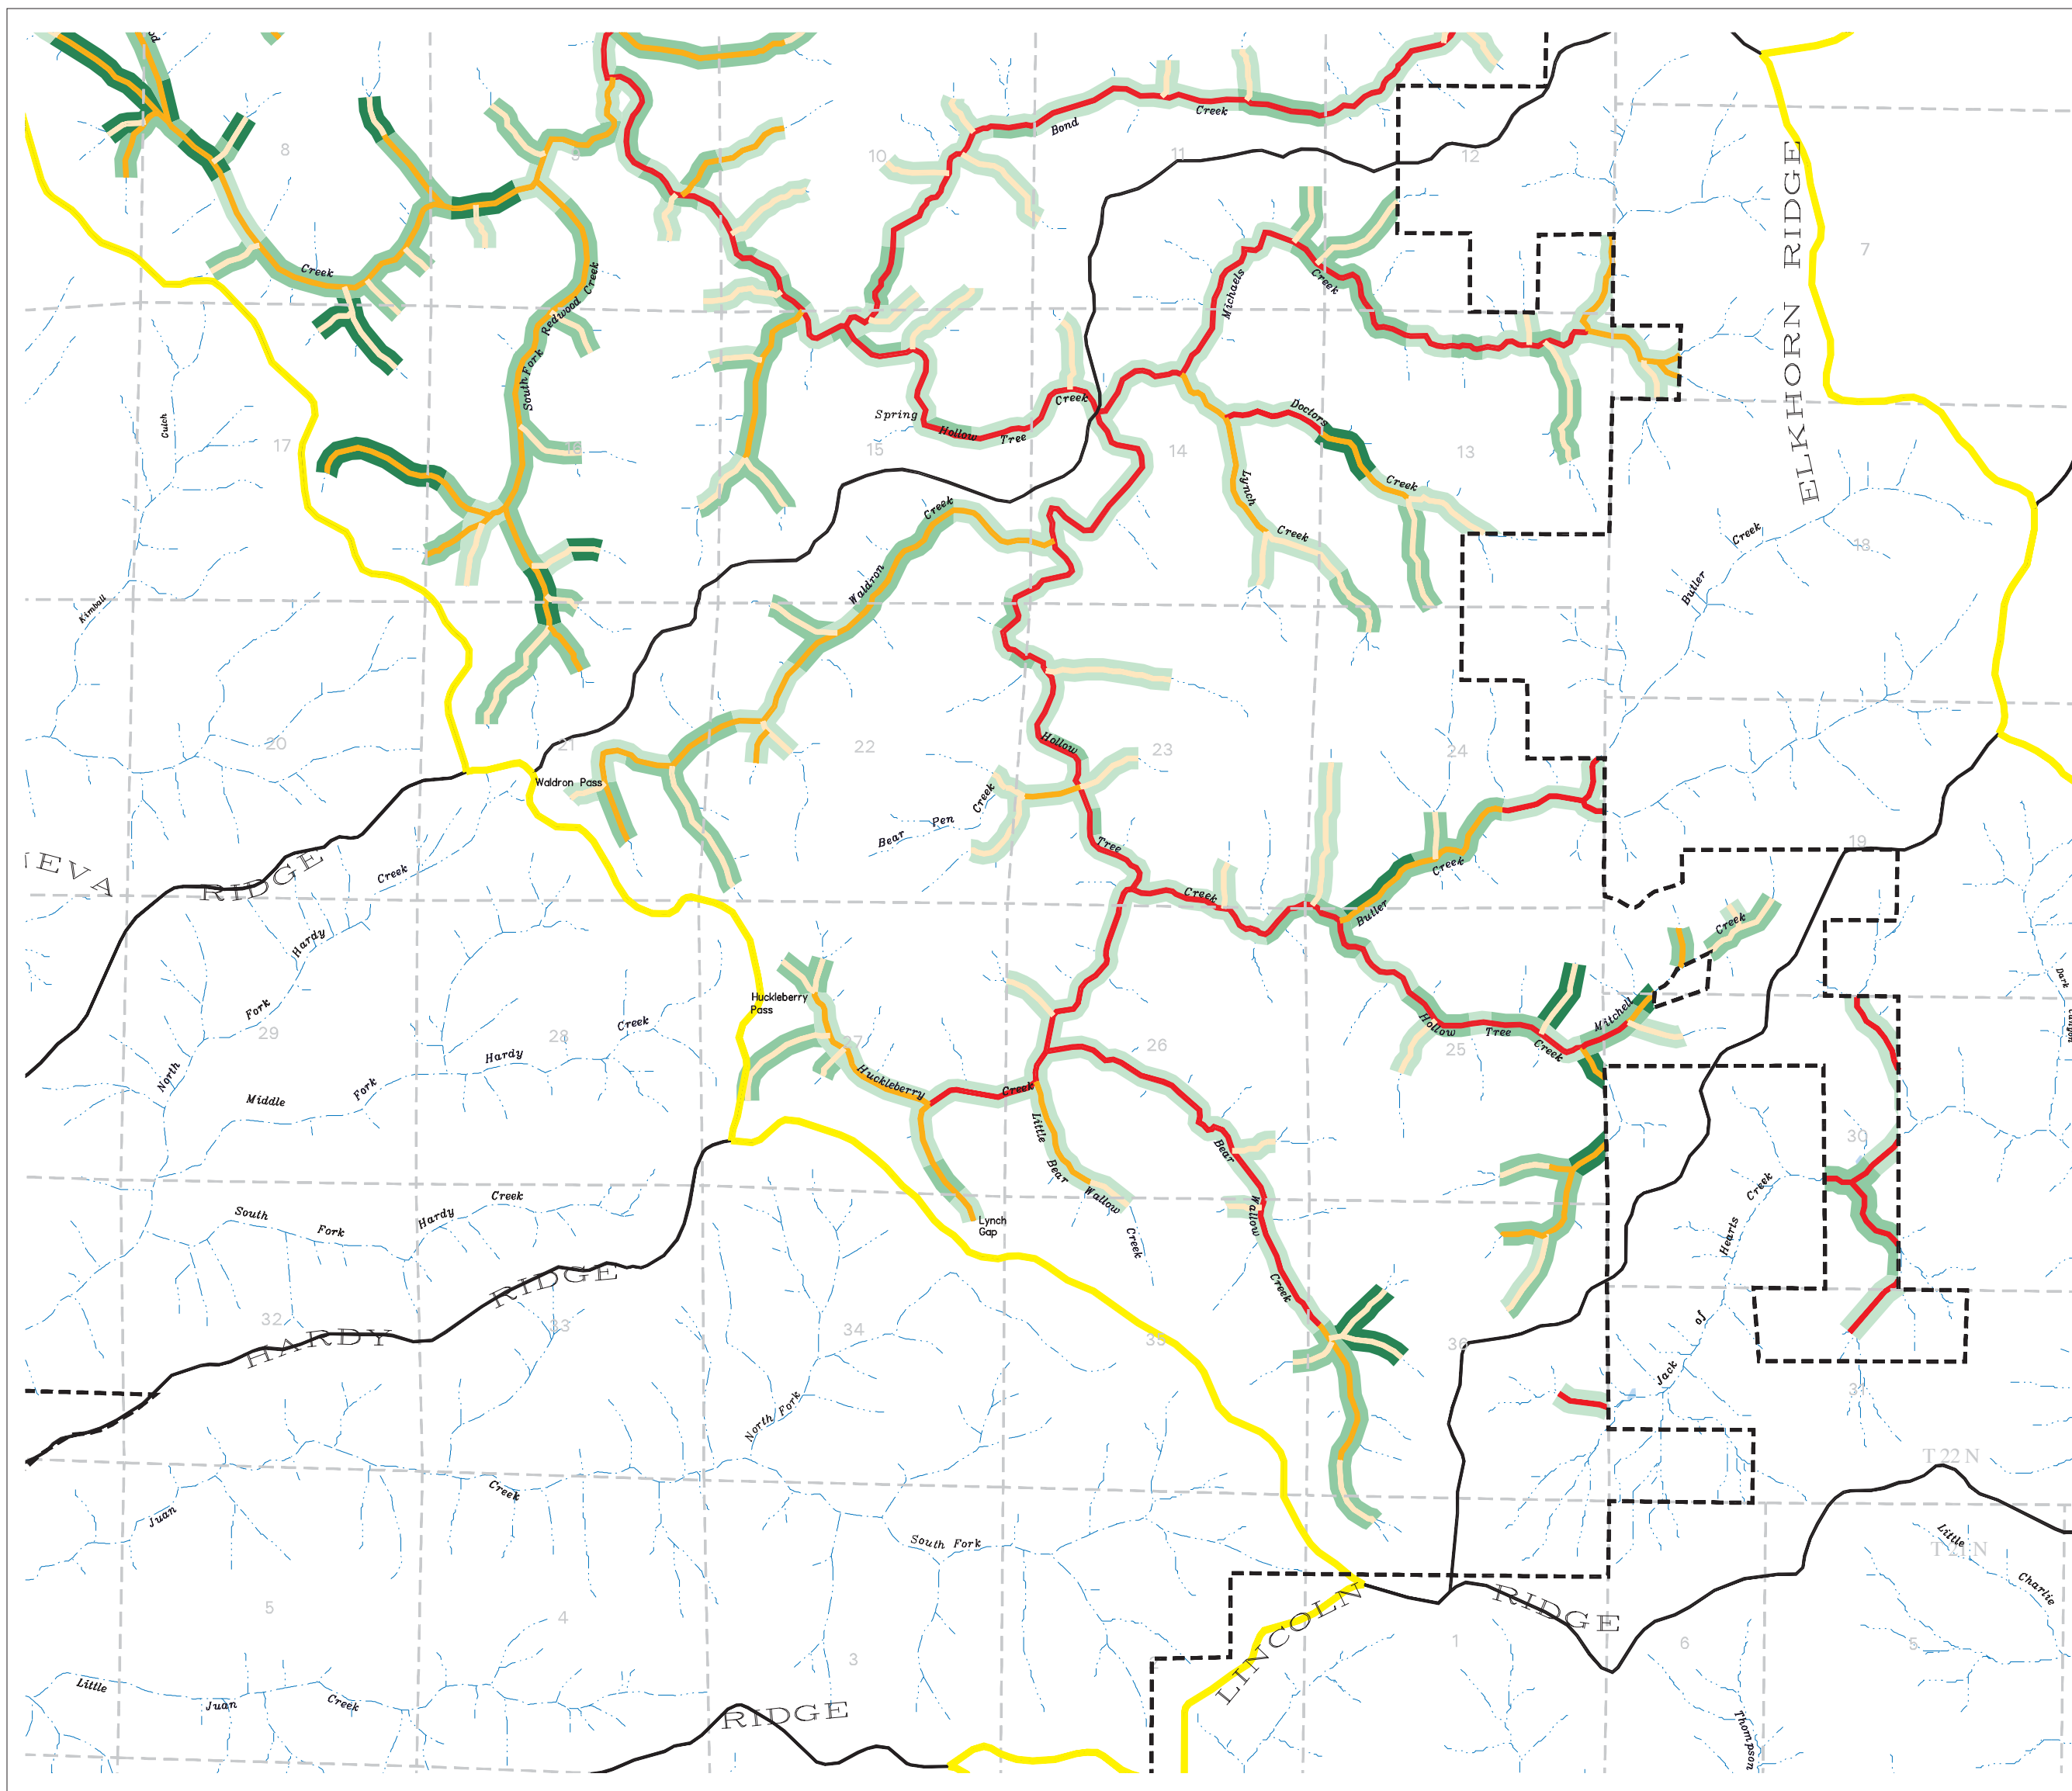 Bond
Creek
8
9
10
11
12
7
Creek
Michaels
Creek
South Fork
Redwood
Creek
ELKHORN RIDGE
Gulch
Kimball
17
16
15
14
13
18
Spring
Hollow
Tree
Creek
Doctors
Creek
Lynch
Creek
Creek
Waldron
Butler
Creek
20
21
22
23
24
19
Waldron Pass
Hollow
Bear
Pen
Creek
Tree
Creek
Butler
Creek
RIDGE
Creek
Hardy
Fork
North
Huckleberry
Pass
29
28
27
26
25
30
Creek
Hardy
Fork
Middle
Huckleberry
Creek
Little
Bear
Wallow
Creek
Bear
Wallow
Creek
Hollow
Tree
Creek
Mitchell
Creek
Dark
South
Fork
Hardy
Creek
Lynch
Gap
Creek
Hearts
of
Jack
32
33
34
35
36
HARDY
RIDGE
North Fork
Juan
Creek
South Fork
T 22 N
T 21 N
Little
Charlie
5
4
3
1
6
5
Little
Juan
Creek
RIDGE
LINCOLN
RIDGE
Thompson